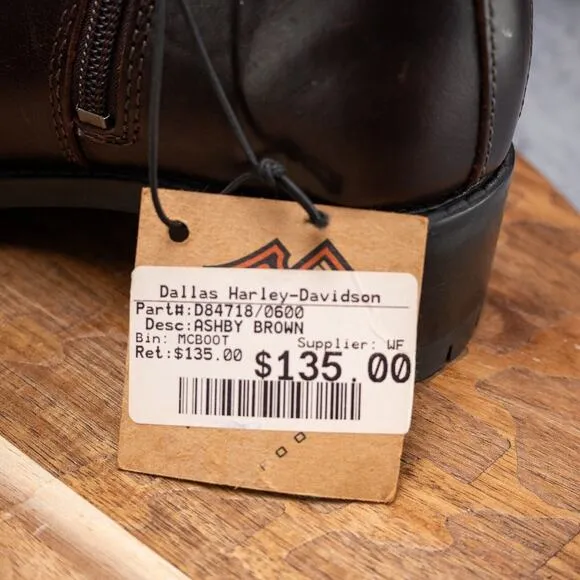 Dallas Harley-Davidson
Part#:D84718/0600
Desc:ASHBY BROWN
Bin: MCBOOT Supplier: WF
Ret:$135.00 $135.00